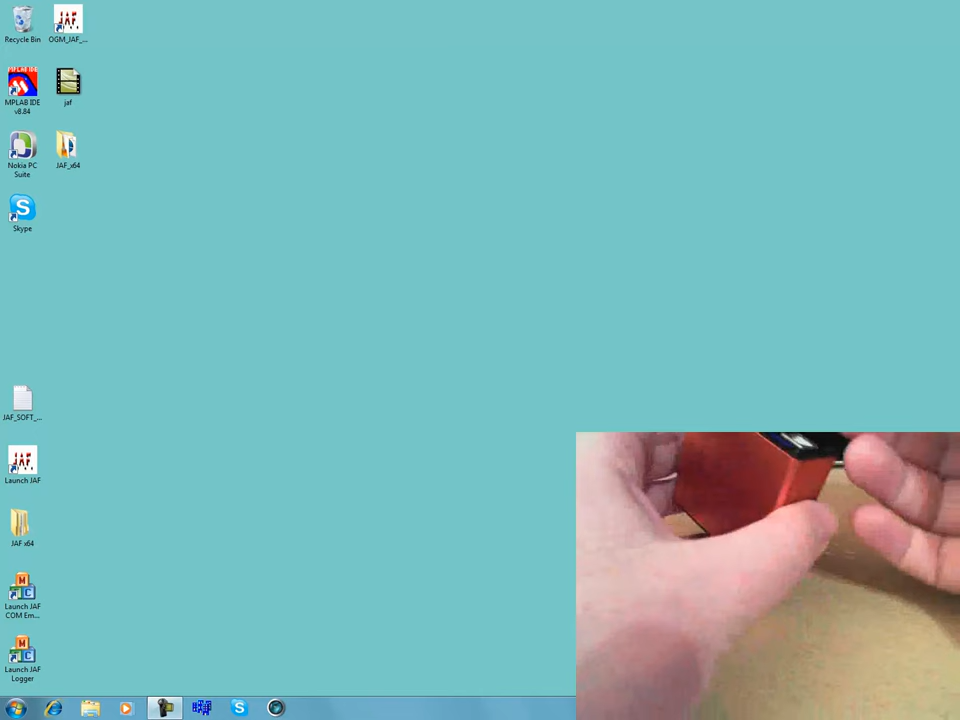 Recycle Bin
OGM_JAF_...
MPLAB IDE v8.84
jaf
Nokia PC Suite
JAF_x64
Skype
JAF_SOFT_...
Launch JAF
JAF x64
Launch JAF COM Em...
Launch JAF Logger